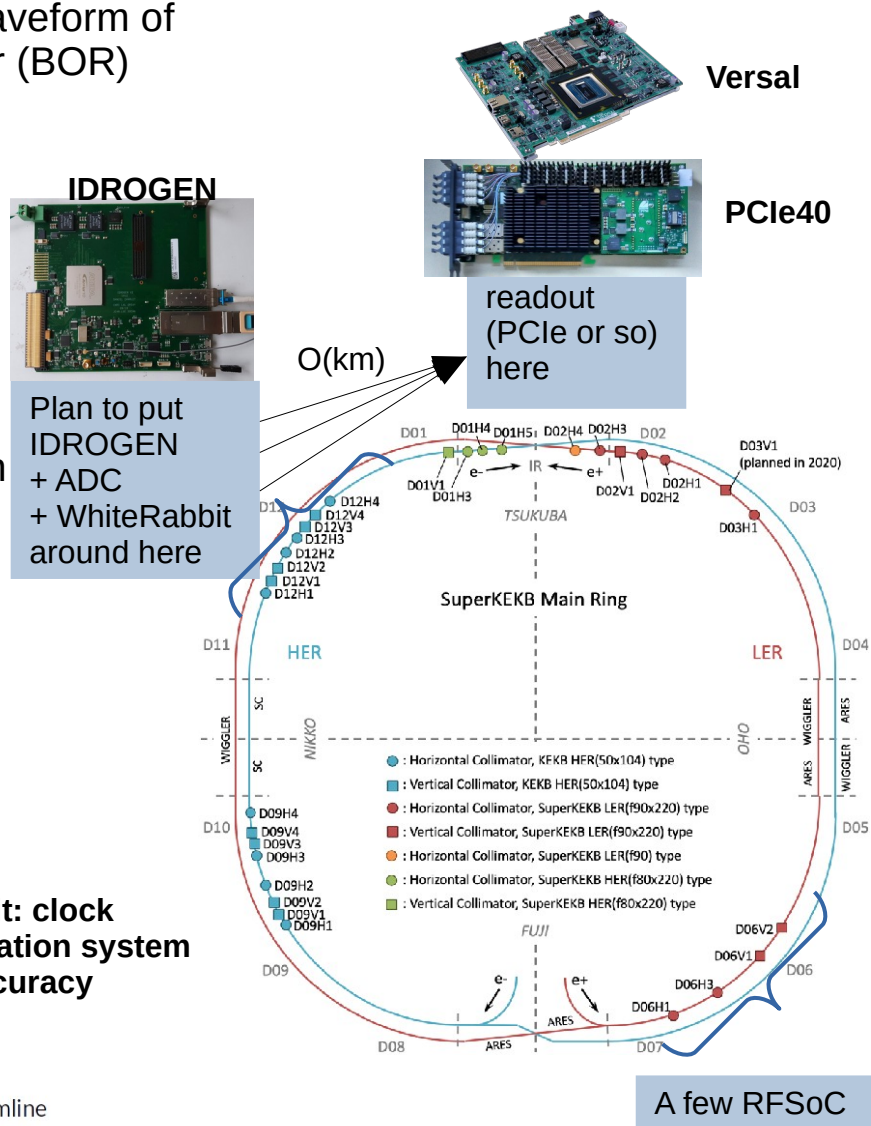 aveform of
r (BOR)
Versal
IDROGEN
PCIe40
readout
(PCIe or so)
here
O(km)
Plan to put
IDROGEN
+ ADC
+ WhiteRabbit
around here
n
D01
D01H4
D01H5
D02H4
D02H3
D02
D01V1
D01H3
e-
IR
e+
D02V1
D02H2
D02H1
D03V1
(planned in 2020)
D03
D03H1
TSUKUBA
D12H4
D12V4
D12V3
D12H3
D12H2
D12V2
D12V1
D12H1
SuperKEKB Main Ring
D11
HER
LER
D04
SC
WIGGLER
ARES
WIGGLER
NIKKO
OHO
SC
ARES
WIGGLER
: Horizontal Collimator, KEKB HER(50x104) type
: Vertical Collimator, KEKB HER(50x104) type
: Horizontal Collimator, SuperKEKB LER(f90x220) type
: Vertical Collimator, SuperKEKB LER(f90x220) type
: Horizontal Collimator, SuperKEKB LER(f90) type
: Horizontal Collimator, SuperKEKB HER(f80x220) type
: Vertical Collimator, SuperKEKB HER(f80x220) type
D10
D09H4
D09V4
D09V3
D09H3
D05
D09H2
D09V2
D09V1
D09H1
t: clock
ation system
curacy
FUJI
D06V2
D06V1
D06
D09
e-
e+
D06H3
D06H1
ARES
D08
ARES
D07
A few RFSoC
mline